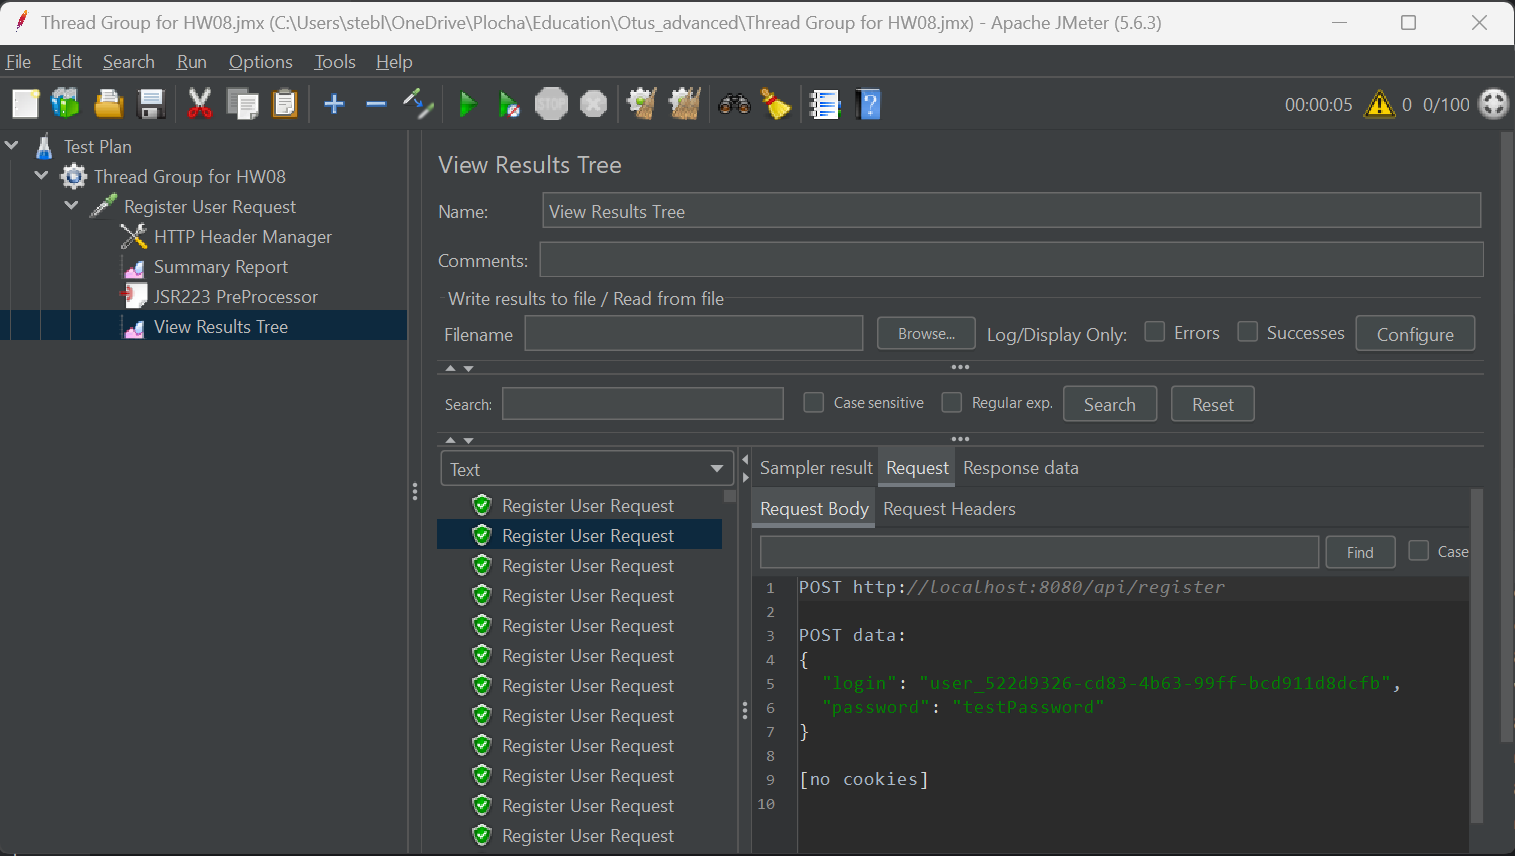 Thread Group for HW08.jmx (C:\Users\stebl\OneDrive\Plocha\Education\Otus_advanced\Thread Group for HW08.jmx) - Apache JMeter (5.6.3)
File Edit Search Run Options Tools Help
STOP
00:00:05 0 0/100
Test Plan
Thread Group for HW08
Register User Request
HTTP Header Manager
Summary Report
JSR223 PreProcessor
View Results Tree
View Results Tree
Name: View Results Tree
Comments:
Write results to file / Read from file
Filename Browse... Log/Display Only: Errors Successes Configure
Search: Case sensitive Regular exp. Search Reset
Text
Register User Request
Register User Request
Register User Request
Register User Request
Register User Request
Register User Request
Register User Request
Register User Request
Register User Request
Register User Request
Register User Request
Register User Request
Sampler result Request Response data
Request Body Request Headers
Find Case
1 POST http://localhost:8080/api/register
2
3 POST data:
4 {
5 "login": "user_522d9326-cd83-4b63-99ff-bcd911d8dcfb",
6 "password": "testPassword"
7 }
8
9 [no cookies]
10